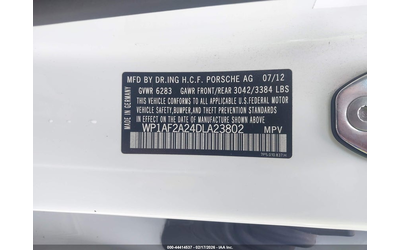 MFD. BY DR.ING H.C.F. PORSCHE AG 07/12
GVWR 6283 GAWR FRONT/REAR 3042/3384 LBS
THIS VEHICLE CONFORMS TO ALL APPLICABLE U.S. FEDERAL
MOTOR VEHICLE SAFETY AND THEFT PREVENTION STANDARDS
IN EFFECT ON THE DATE OF MANUFACTURE SHOWN ABOVE.
WP1AF2A24DLA23802 MPV
MADE IN GERMANY